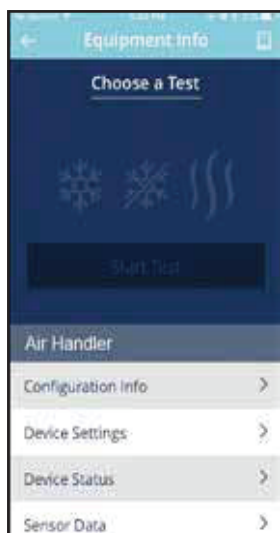 Equipment Info
Choose a Test
Start Test
Air Handler
Configuration Info
Device Settings
Device Status
Sensor Data